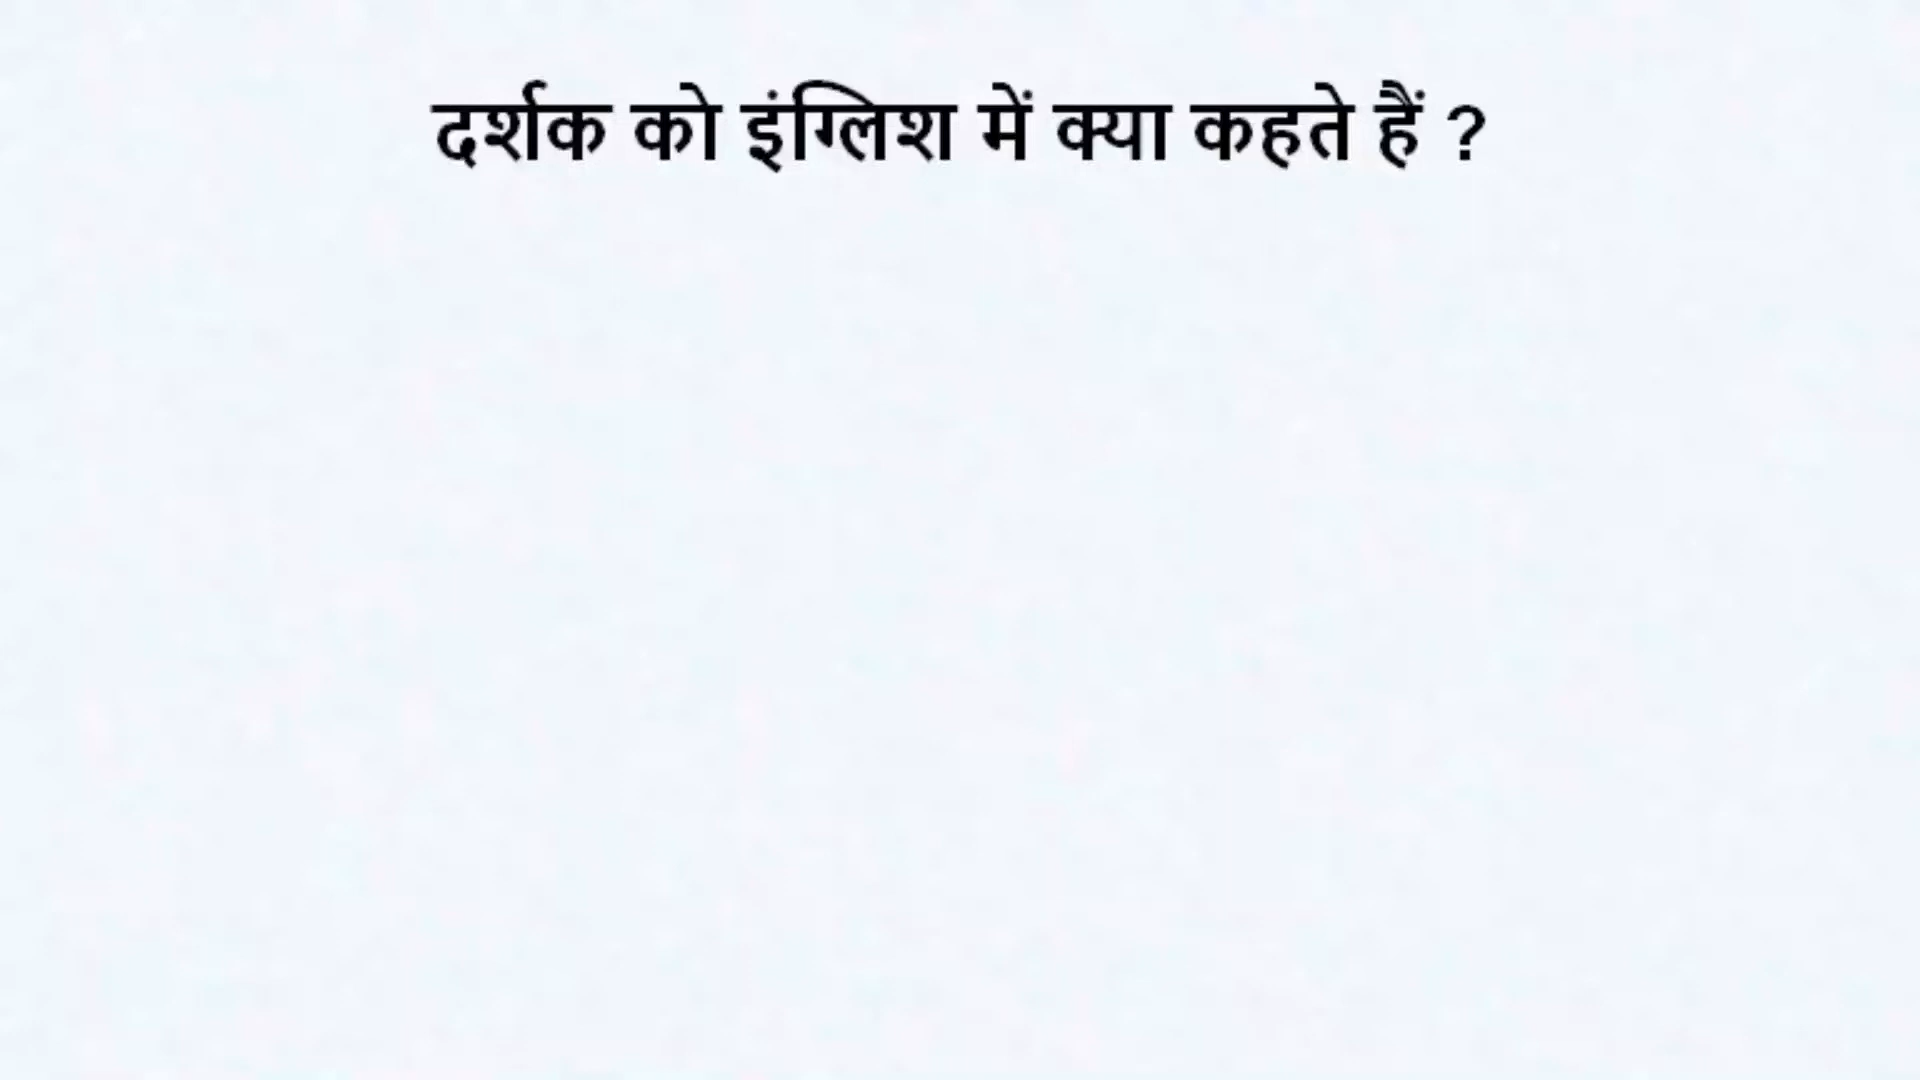 दर्शक को इंग्लिश में क्या कहते हैं ?